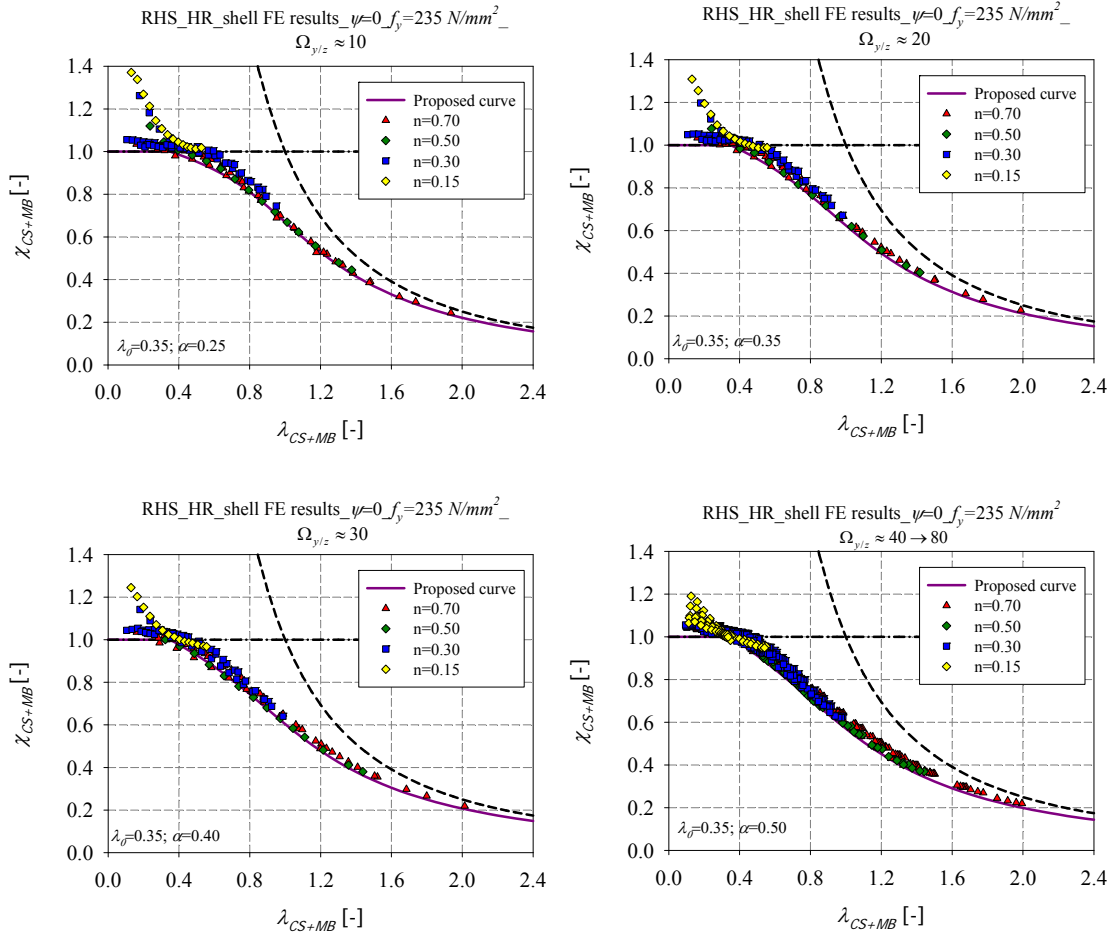 RHS_HR_shell FE results_ψ=0_fy=235 N/mm²_
Ωy/z ≈ 10
1.4
1.2
1.0
0.8
0.6
0.4
0.2
0.0
χCS+MB [-]
Proposed curve
n=0.70
n=0.50
n=0.30
n=0.15
λ0=0.35; α=0.25
0.0 0.4 0.8 1.2 1.6 2.0 2.4
λCS+MB [-]
RHS_HR_shell FE results_ψ=0_fy=235 N/mm²_
Ωy/z ≈ 20
1.4
1.2
1.0
0.8
0.6
0.4
0.2
0.0
χCS+MB [-]
Proposed curve
n=0.70
n=0.50
n=0.30
n=0.15
λ0=0.35; α=0.35
0.0 0.4 0.8 1.2 1.6 2.0 2.4
λCS+MB [-]
RHS_HR_shell FE results_ψ=0_fy=235 N/mm²_
Ωy/z ≈ 30
1.4
1.2
1.0
0.8
0.6
0.4
0.2
0.0
χCS+MB [-]
Proposed curve
n=0.70
n=0.50
n=0.30
n=0.15
λ0=0.35; α=0.40
0.0 0.4 0.8 1.2 1.6 2.0 2.4
λCS+MB [-]
RHS_HR_shell FE results_ψ=0_fy=235 N/mm²
Ωy/z ≈ 40 → 80
1.4
1.2
1.0
0.8
0.6
0.4
0.2
0.0
χCS+MB [-]
Proposed curve
n=0.70
n=0.50
n=0.30
n=0.15
λ0=0.35; α=0.50
0.0 0.4 0.8 1.2 1.6 2.0 2.4
λCS+MB [-]